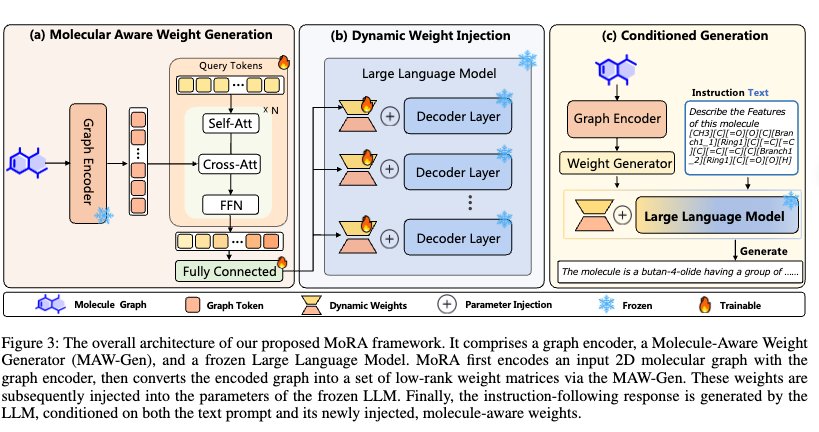 (a) Molecular Aware Weight Generation
Graph Encoder
Query Tokens
x N
Self-Att
Cross-Att
FFN
Fully Connected
(b) Dynamic Weight Injection
Large Language Model
Decoder Layer
Decoder Layer
Decoder Layer
(c) Conditioned Generation
Graph Encoder
Weight Generator
Instruction Text
Describe the Features
of this molecule
[CH3][C][=O][O][C][Bran
ch1_1][Ring1][C][=C][=C
][C][=C][=C][C][Branch1
_2][Ring1][C][=O][O][H]
Large Language Model
Generate
The molecule is a butan-4-olide having a group of ......
Molecule Graph
Graph Token
Dynamic Weights
Parameter Injection
Frozen
Trainable
Figure 3: The overall architecture of our proposed MoRA framework. It comprises a graph encoder, a Molecule-Aware Weight
Generator (MAW-Gen), and a frozen Large Language Model. MoRA first encodes an input 2D molecular graph with the
graph encoder, then converts the encoded graph into a set of low-rank weight matrices via the MAW-Gen. These weights are
subsequently injected into the parameters of the frozen LLM. Finally, the instruction-following response is generated by the
LLM, conditioned on both the text prompt and its newly injected, molecule-aware weights.